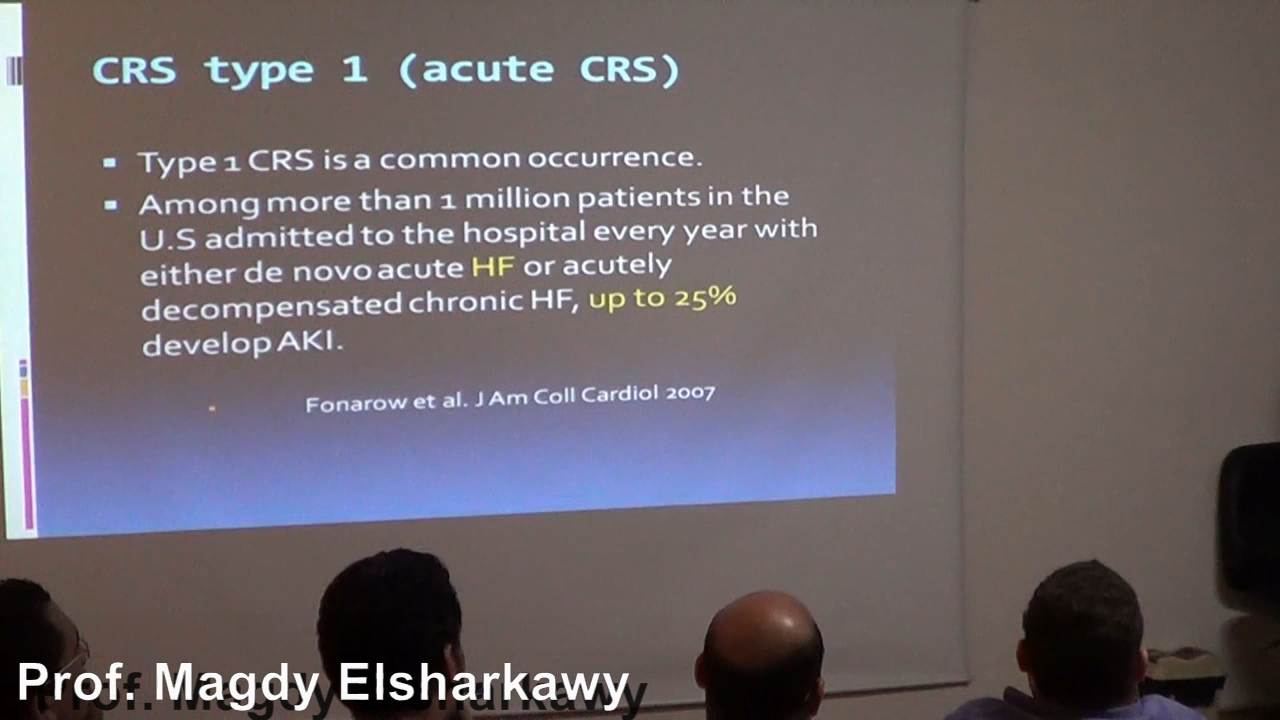 CRS type 1 (acute CRS)
Type 1 CRS is a common occurrence.
Among more than 1 million patients in the
U.S admitted to the hospital every year with
either de novo acute HF or acutely
decompensated chronic HF, up to 25%
develop AKI.
Fonarow et al. J Am Coll Cardiol 2007
Prof. Magdy Elsharkawy